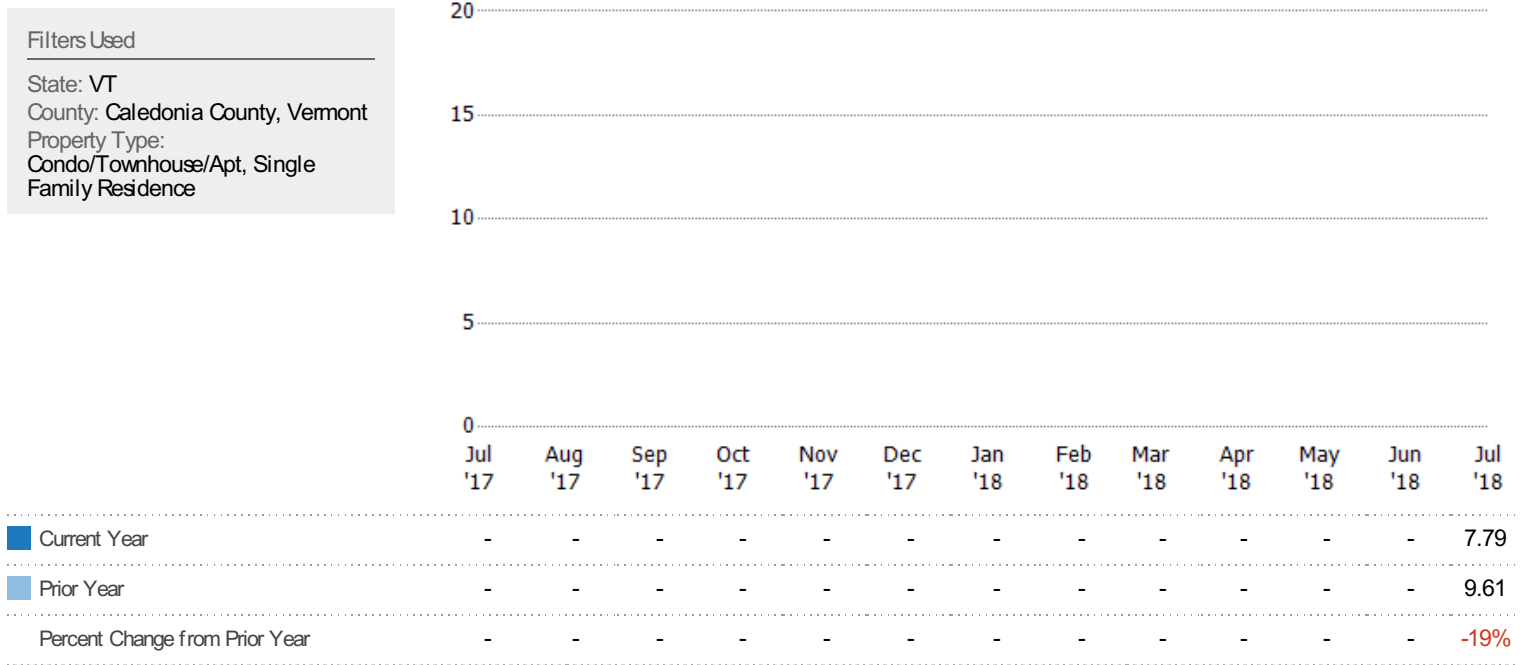 Filters Used
State: VT
County: Caledonia County, Vermont
Property Type:
Condo/Townhouse/Apt, Single
Family Residence
20
15
10
5
0
Jul Aug Sep Oct Nov Dec Jan Feb Mar Apr May Jun Jul
'17 '17 '17 '17 '17 '17 '18 '18 '18 '18 '18 '18 '18
Current Year - - - - - - - - - - - - 7.79
Prior Year - - - - - - - - - - - - 9.61
Percent Change from Prior Year - - - - - - - - - - - - -19%